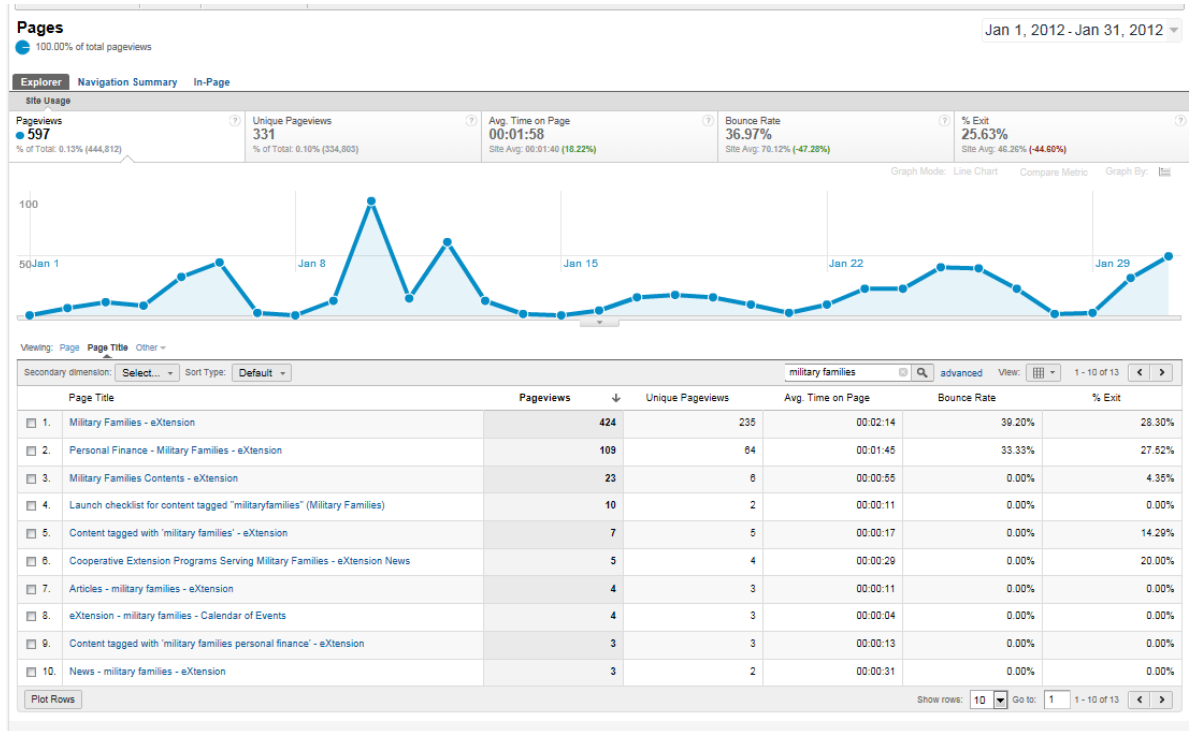 Pages
Jan 1, 2012 - Jan 31, 2012
100.00% of total pageviews
Explorer Navigation Summary In-Page
Site Usage
Pageviews ? Unique Pageviews ? Avg. Time on Page ? Bounce Rate ? % Exit ?
597 331 00:01:58 36.97% 25.63%
% of Total: 0.13% (444,812) % of Total: 0.10% (334,803) Site Avg: 00:01:40 (18.22%) Site Avg: 70.12% (-47.28%) Site Avg: 46.26% (-44.60%)
Graph Mode: Line Chart Compare Metric Graph By:
100
50 Jan 1 Jan 8 Jan 15 Jan 22 Jan 29
Viewing: Page Page Title Other
Secondary dimension: Select... Sort Type: Default military families advanced View: 1 - 10 of 13
Page Title Pageviews Unique Pageviews Avg. Time on Page Bounce Rate % Exit
1. Military Families - eXtension 424 235 00:02:14 39.20% 28.30%
2. Personal Finance - Military Families - eXtension 109 64 00:01:45 33.33% 27.52%
3. Military Families Contents - eXtension 23 6 00:00:55 0.00% 4.35%
4. Launch checklist for content tagged "militaryfamilies" (Military Families) 10 2 00:00:11 0.00% 0.00%
5. Content tagged with 'military families' - eXtension 7 5 00:00:17 0.00% 14.29%
6. Cooperative Extension Programs Serving Military Families - eXtension News 5 4 00:00:29 0.00% 20.00%
7. Articles - military families - eXtension 4 3 00:00:11 0.00% 0.00%
8. eXtension - military families - Calendar of Events 4 3 00:00:04 0.00% 0.00%
9. Content tagged with 'military families personal finance' - eXtension 3 3 00:00:13 0.00% 0.00%
10. News - military families - eXtension 3 2 00:00:31 0.00% 0.00%
Plot Rows Show rows: 10 Go to: 1 1 - 10 of 13